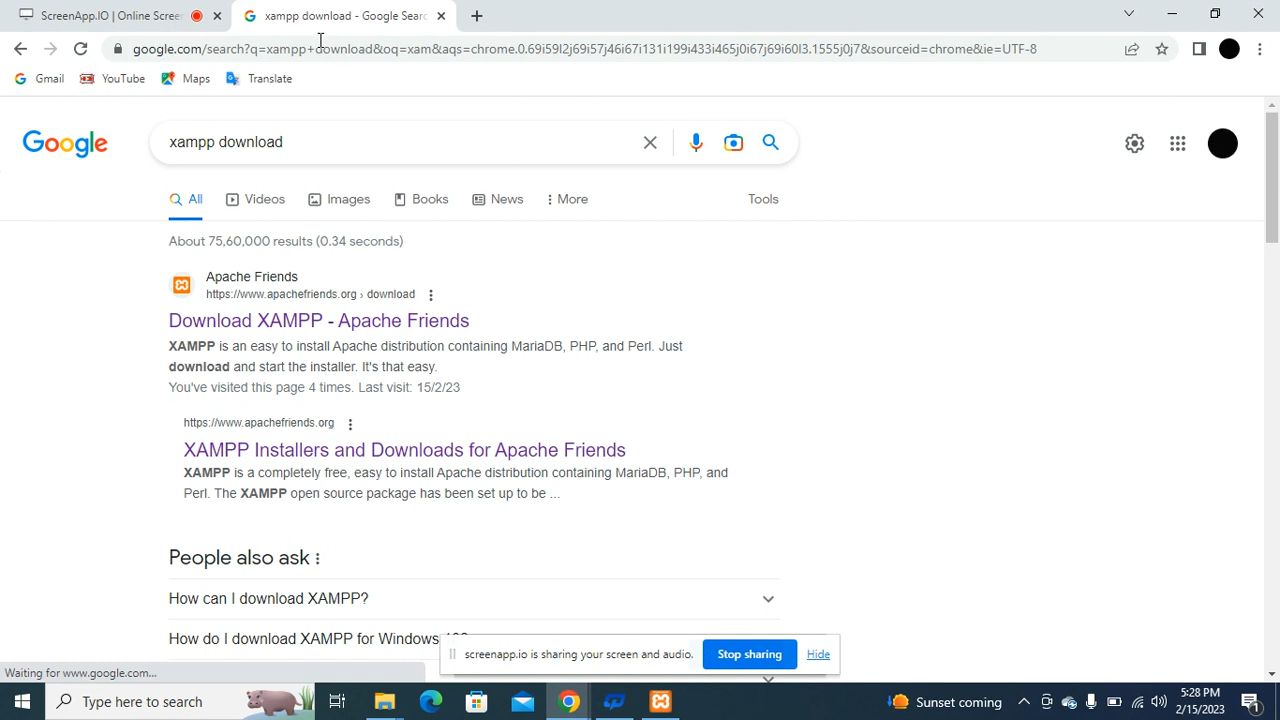 ScreenApp.IO | Online Screen
xampp download - Google Searc
google.com/search?q=xampp+download&oq=xam&aqs=chrome.0.69i59l2j69i57j46i67i131i199i433i465j0i67j69i60l3.1555j0j7&sourceid=chrome&ie=UTF-8
Gmail YouTube Maps Translate
Google
xampp download
All Videos Images Books News More Tools
About 75,60,000 results (0.34 seconds)
Apache Friends
https://www.apachefriends.org › download
Download XAMPP - Apache Friends
XAMPP is an easy to install Apache distribution containing MariaDB, PHP, and Perl. Just
download and start the installer. It's that easy.
You've visited this page 4 times. Last visit: 15/2/23
https://www.apachefriends.org
XAMPP Installers and Downloads for Apache Friends
XAMPP is a completely free, easy to install Apache distribution containing MariaDB, PHP, and
Perl. The XAMPP open source package has been set up to be ...
People also ask
How can I download XAMPP?
How do I download XAMPP for Windows
screenapp.io is sharing your screen and audio. Stop sharing Hide
Waiting for www.google.com...
Type here to search
Sunset coming
5:28 PM
2/15/2023
1